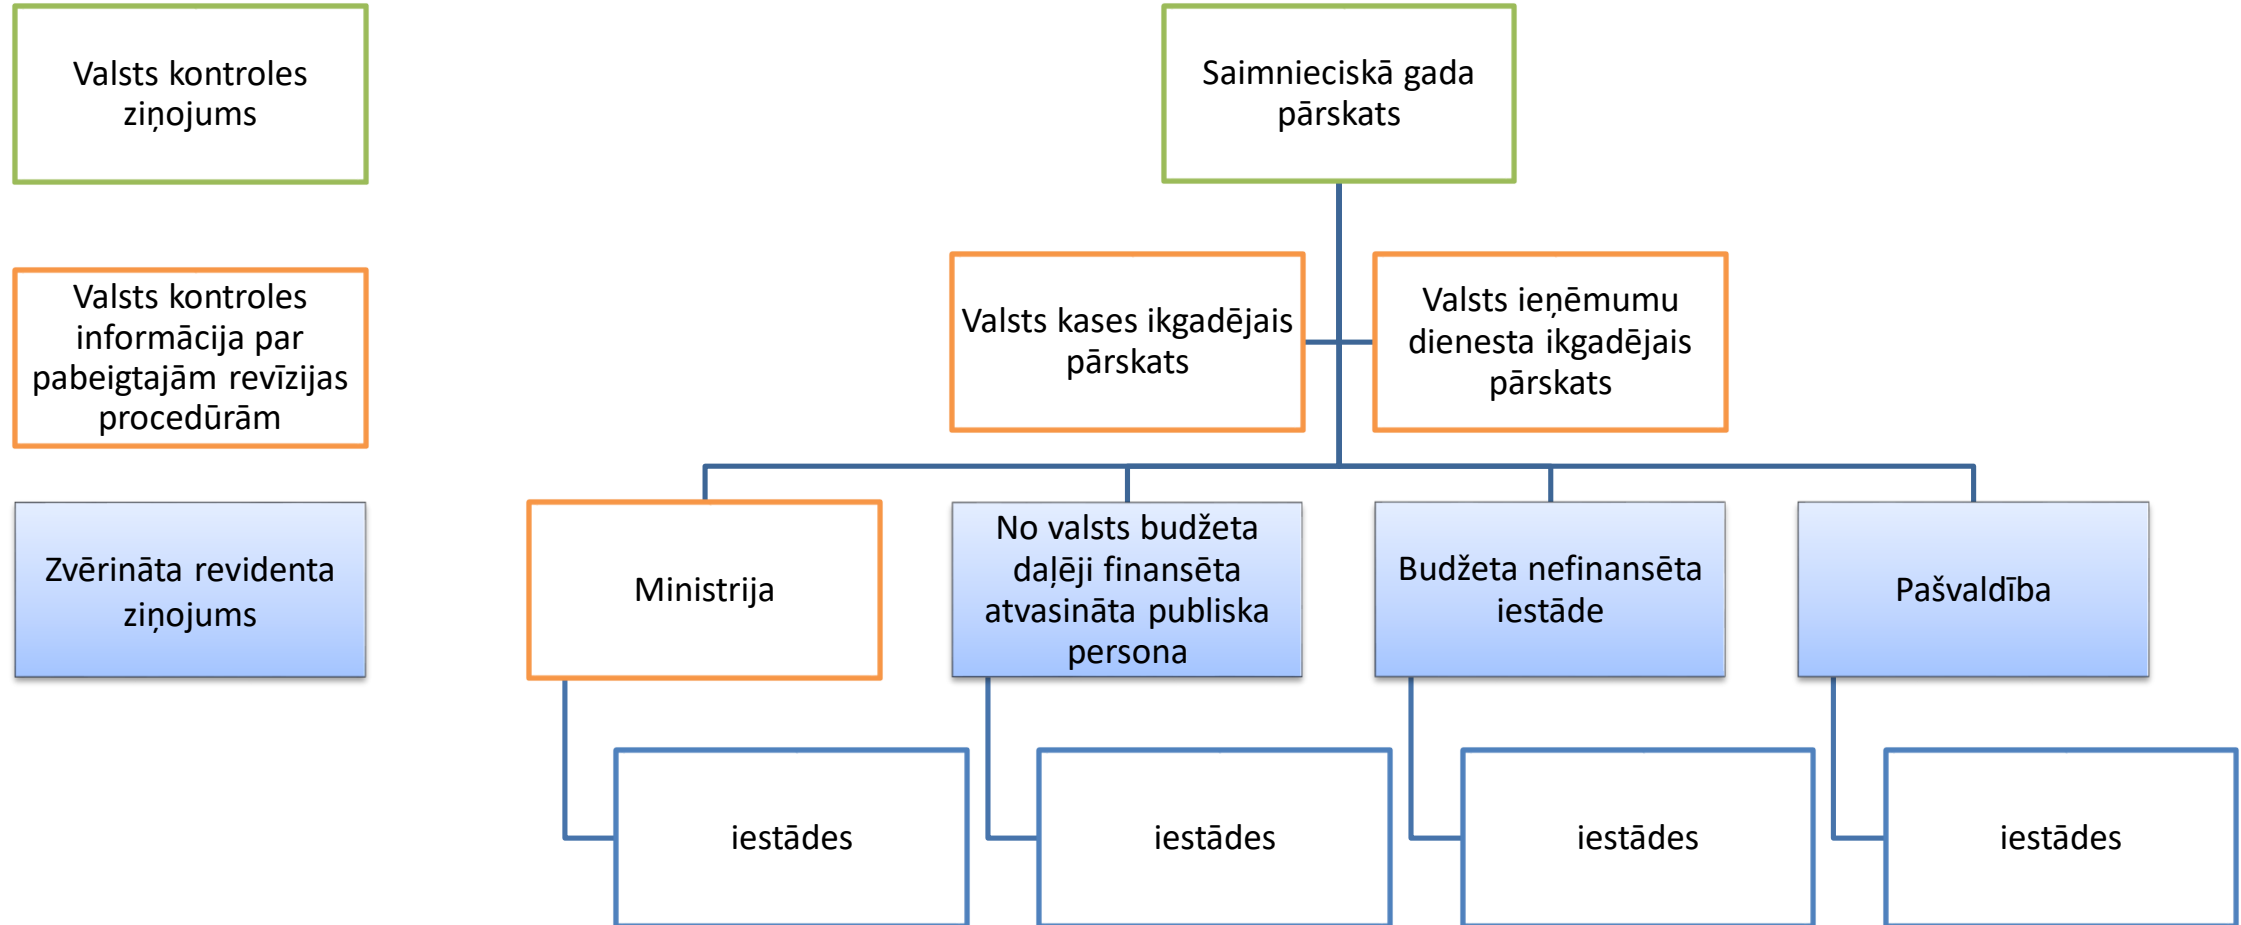 Valsts kontroles
ziņojums
Saimnieciskā gada
pārskats
Valsts kontroles
informācija par
pabeigtajām revīzijas
procedūrām
Valsts kases ikgadējais
pārskats
Valsts ieņēmumu
dienesta ikgadējais
pārskats
Zvērināta revidenta
ziņojums
Ministrija
No valsts budžeta
daļēji finansēta
atvasināta publiska
persona
Budžeta nefinansēta
iestāde
Pašvaldība
iestādes
iestādes
iestādes
iestādes